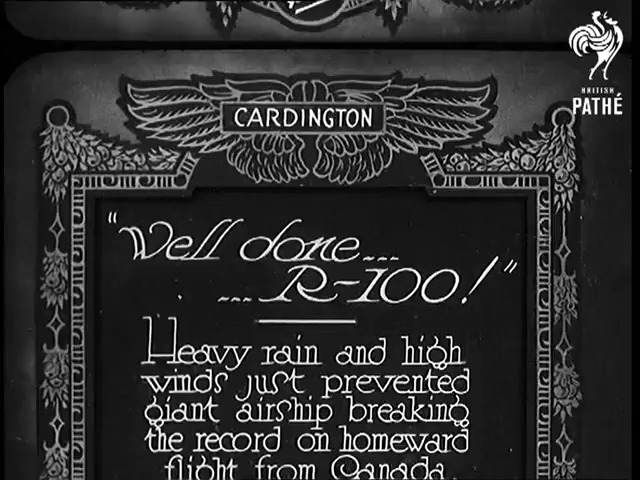 BRITISH
PATHÉ
CARDINGTON
"Well done...
... R-100!"
Heavy rain and high
winds just prevented
giant airship breaking
the record on homeward
flight from Canada.